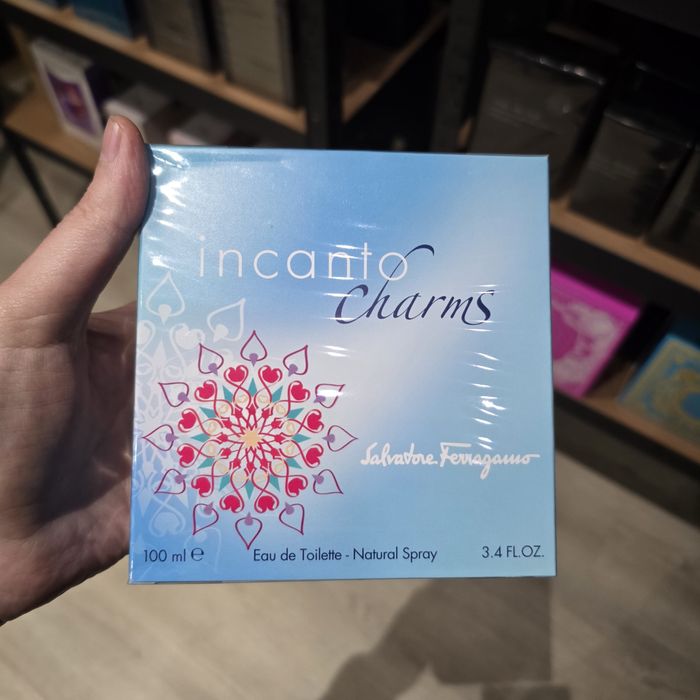 incanto
charms
Salvatore Ferragamo
100 ml ℮ Eau de Toilette - Natural Spray 3.4 FL.OZ.